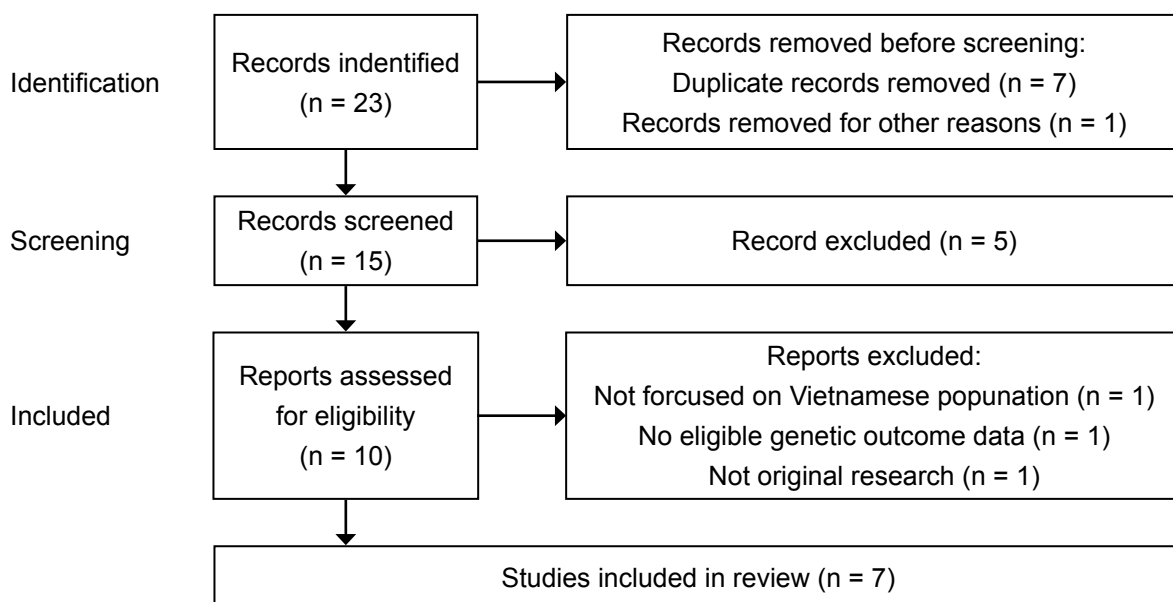 Identification
Records indentified
(n = 23)
Records removed before screening:
Duplicate records removed (n = 7)
Records removed for other reasons (n = 1)
Screening
Records screened
(n = 15)
Record excluded (n = 5)
Included
Reports assessed
for eligibility
(n = 10)
Reports excluded:
Not forcused on Vietnamese popunation (n = 1)
No eligible genetic outcome data (n = 1)
Not original research (n = 1)
Studies included in review (n = 7)